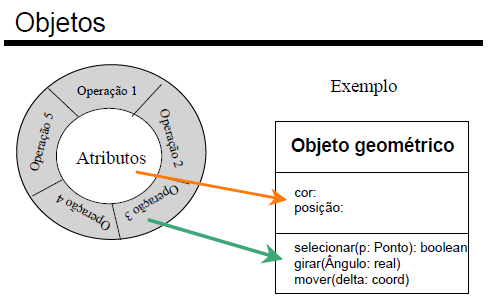 Objetos
Operação 1
Operação 2
Operação 3
Operação 4
Operação 5
Atributos
Exemplo
Objeto geométrico
cor:
posição:
selecionar(p: Ponto): boolean
girar(Ângulo: real)
mover(delta: coord)